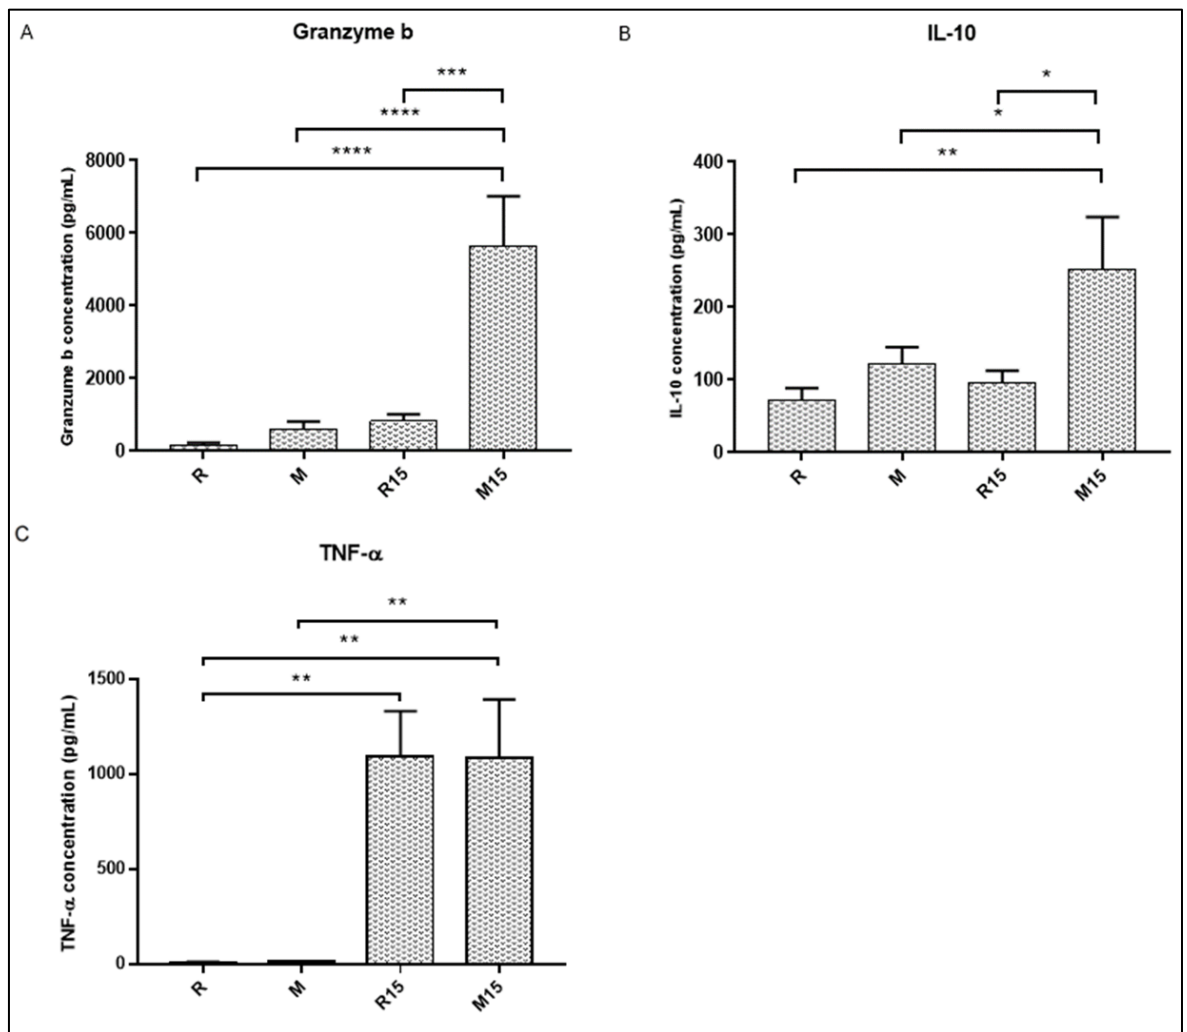 A
Granzyme b
***
****
****
Granzume b concentration (pg/mL)
8000
6000
4000
2000
0
R
M
R15
M15
B
IL-10
*
*
**
IL-10 concentration (pg/mL)
400
300
200
100
0
R
M
R15
M15
C
TNF-α
**
**
**
TNF-α concentration (pg/mL)
1500
1000
500
0
R
M
R15
M15